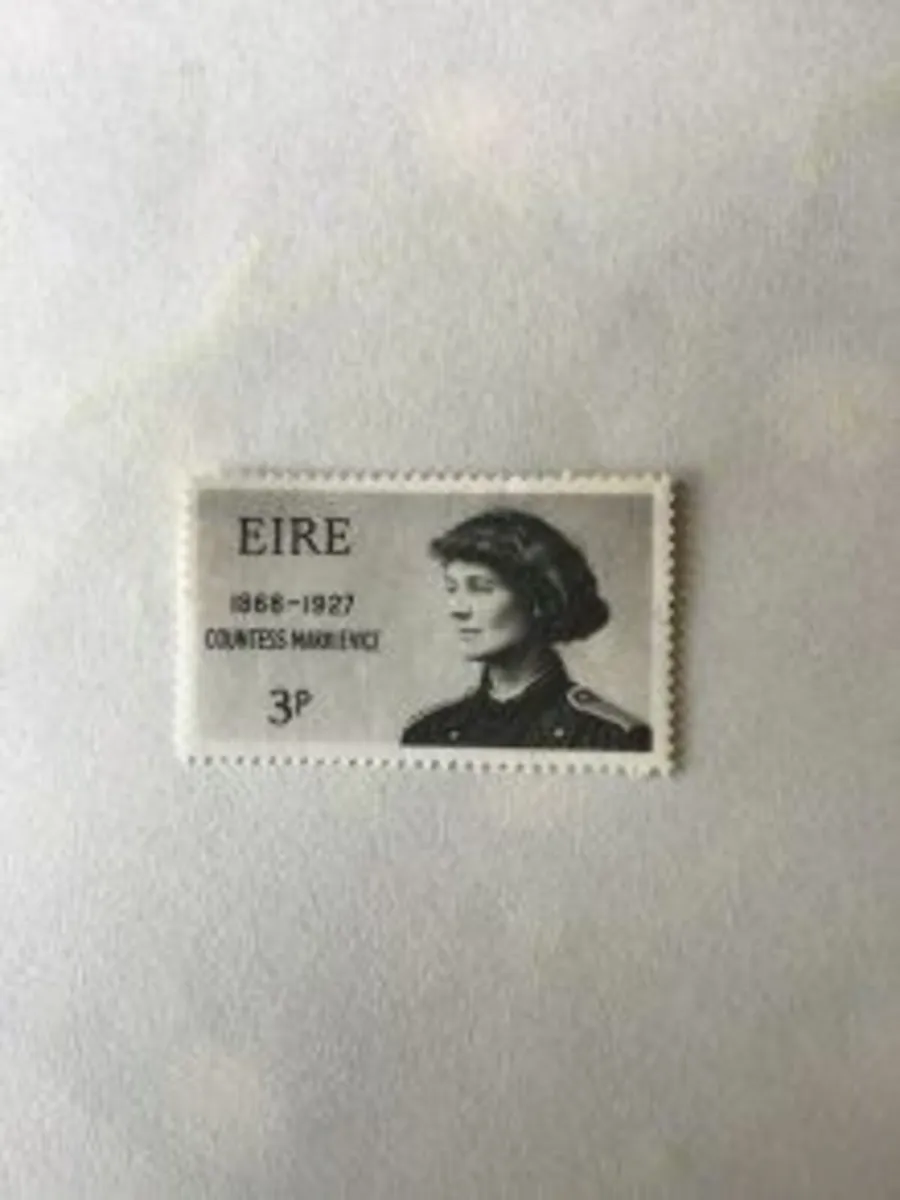 EIRE
1868-1927
COUNTESS MARKIEVICZ
3P